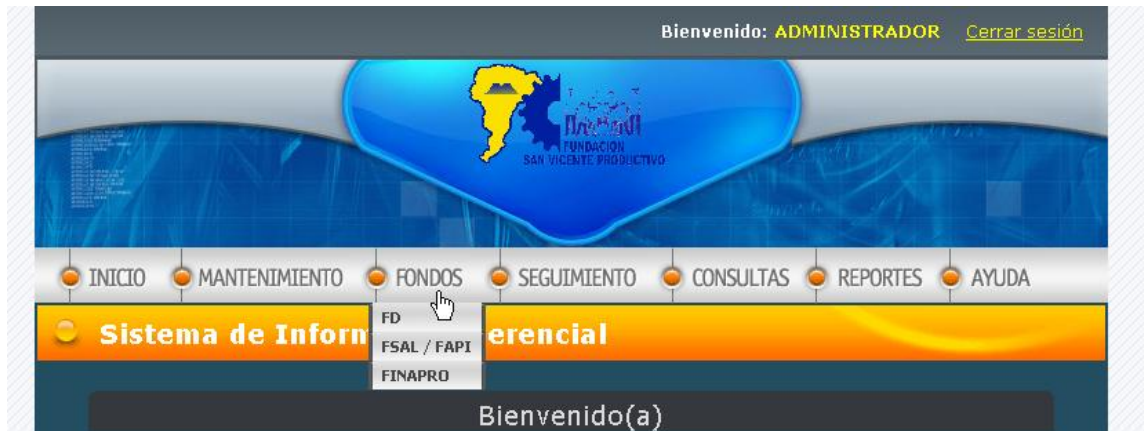 Bienvenido: ADMINISTRADOR Cerrar sesión
FUNDACION
SAN VICENTE PRODUCTIVO
INICIO MANTENIMIENTO FONDOS SEGUIMIENTO CONSULTAS REPORTES AYUDA
FD
Sistema de Inform erencial
FSAL / FAPI
FINAPRO
Bienvenido(a)